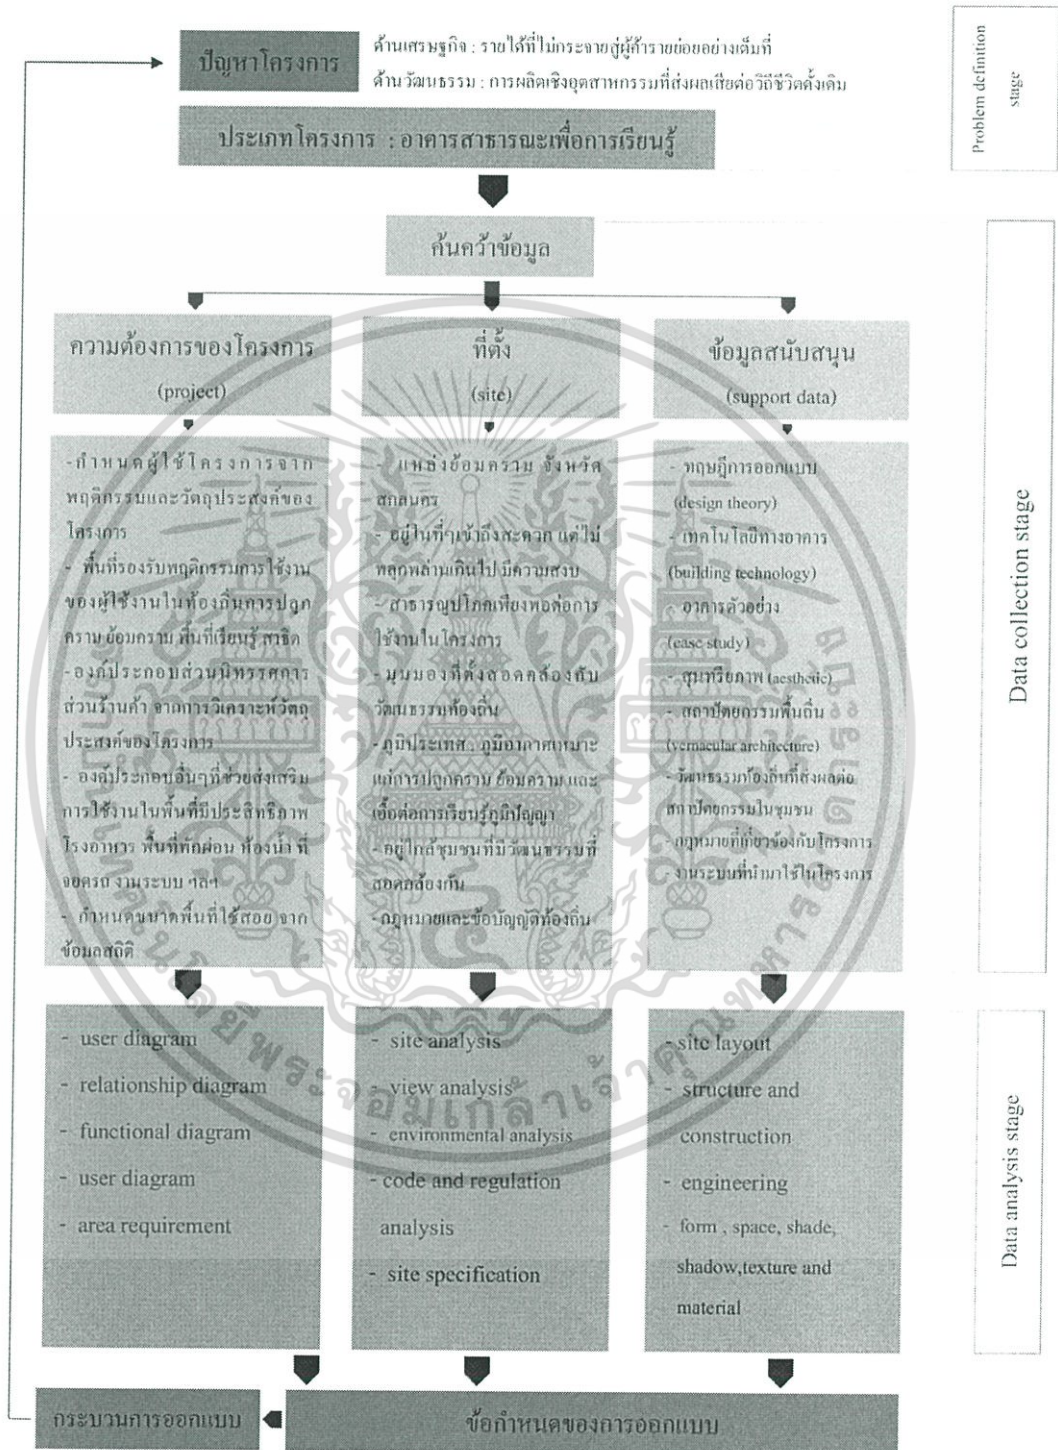 ปัญหาโครงการ
ด้านเศรษฐกิจ : รายได้ที่ไม่กระจายสู่ผู้ค้ารายย่อยอย่างเต็มที่
ด้านวัฒนธรรม : การผลิตเชิงอุตสาหกรรมที่ส่งผลเสียต่อวิถีชีวิตดั้งเดิม
ประเภทโครงการ : อาคารสาธารณะเพื่อการเรียนรู้
Problem definition
stage
ค้นคว้าข้อมูล
ความต้องการของโครงการ
(project)
ที่ตั้ง
(site)
ข้อมูลสนับสนุน
(support data)
-กำหนดผู้ใช้โครงการจาก
พฤติกรรมและวัตถุประสงค์ของ
โครงการ
- พื้นที่รองรับพฤติกรรมการใช้งาน
ของผู้ใช้งานในท้องถิ่นการปลูก
คราม ย้อมคราม พื้นที่เรียนรู้ สาธิต
-องค์ประกอบส่วนนิทรรศการ
ส่วนร้านค้า จากการวิเคราะห์วัตถุ
ประสงค์ของโครงการ
- องค์ประกอบอื่นๆที่ช่วยส่งเสริม
การใช้งานในพื้นที่มีประสิทธิภาพ
โรงอาหาร พื้นที่พักผ่อน ห้องน้ำ ที่
จอดรถ งานระบบ ฯลฯ
- กำหนดขนาดพื้นที่ใช้สอย จาก
ข้อมูลสถิติ
- แหล่งย้อมคราม จังหวัด
สกลนคร
- อยู่ในที่ๆเข้าถึงสะดวก แต่ไม่
พลุกพล่านเกินไป มีความสงบ
- สาธารณูปโภคเพียงพอต่อการ
ใช้งานในโครงการ
- มุมมองที่ตั้งสอดคล้องกับ
วัฒนธรรมท้องถิ่น
-ภูมิประเทศ , ภูมิอากาศเหมาะ
แก่การปลูกคราม ย้อมคราม และ
เอื้อต่อการเรียนรู้ภูมิปัญญา
-อยู่ใกล้ชุมชนที่มีวัฒนธรรมที่
สอดคล้องกัน
-กฎหมายและข้อบัญญัติท้องถิ่น
- ทฤษฎีการออกแบบ
(design theory)
- เทคโนโลยีทางอาคาร
(building technology)
- อาคารตัวอย่าง
(case study)
- สุนทรียภาพ (aesthetic)
- สถาปัตยกรรมพื้นถิ่น
(vernacular architecture)
- วัฒนธรรมท้องถิ่นที่ส่งผลต่อ
สถาปัตยกรรมในชุมชน
- กฎหมายที่เกี่ยวข้องกับโครงการ
- งานระบบที่นำมาใช้ในโครงการ
Data collection stage
- user diagram
- relationship diagram
- functional diagram
- user diagram
- area requirement
- site analysis
- view analysis
- environmental analysis
- code and regulation
analysis
- site specification
- site layout
- structure and
construction
- engineering
- form , space, shade,
shadow,texture and
material
Data analysis stage
กระบวนการออกแบบ
ข้อกำหนดของการออกแบบ
เทคโนโลยีพระจอมเกล้าเจ้าคุณทหารลาดกระบัง